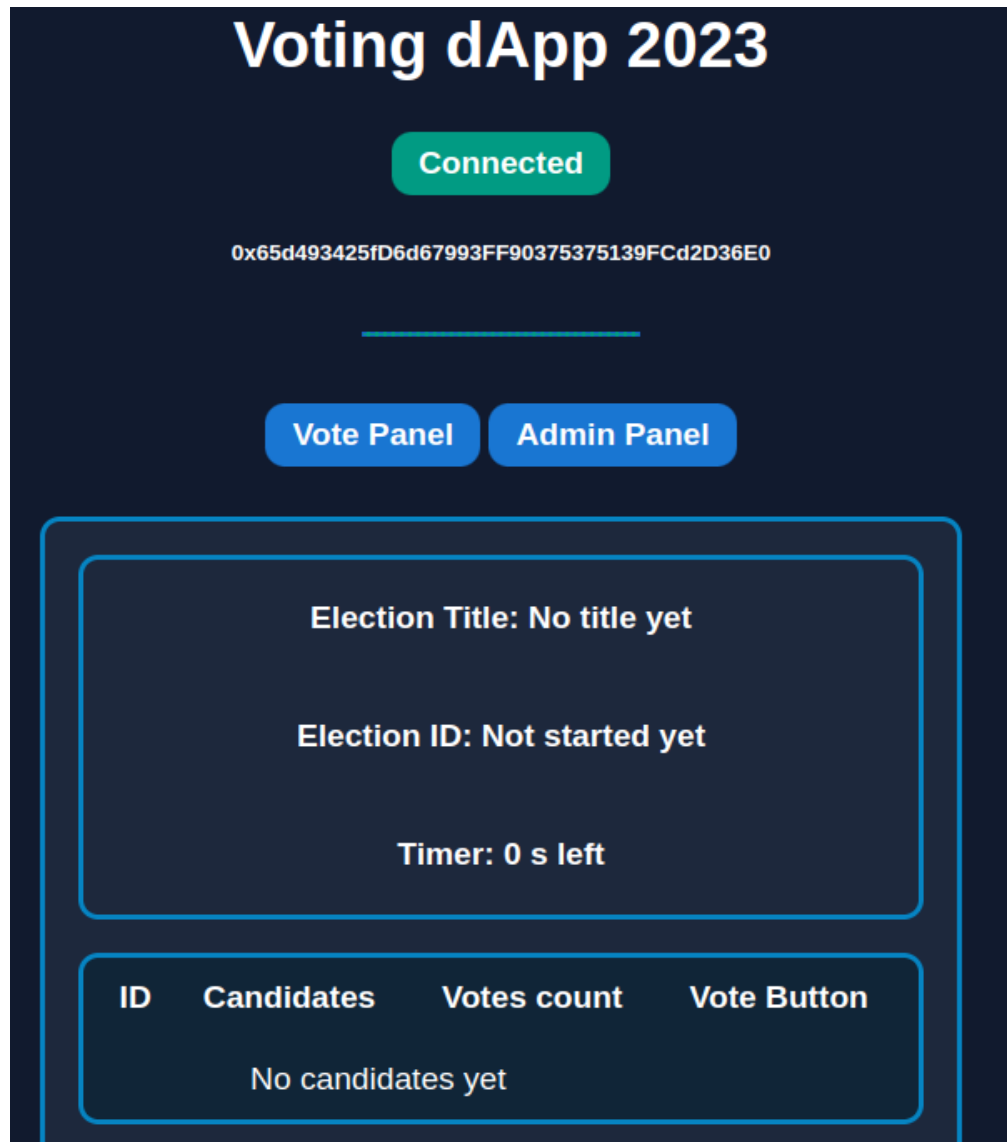 Voting dApp 2023
Connected
0x65d493425fD6d67993FF90375375139FCd2D36E0
Vote Panel Admin Panel
Election Title: No title yet
Election ID: Not started yet
Timer: 0 s left
ID Candidates Votes count Vote Button
No candidates yet